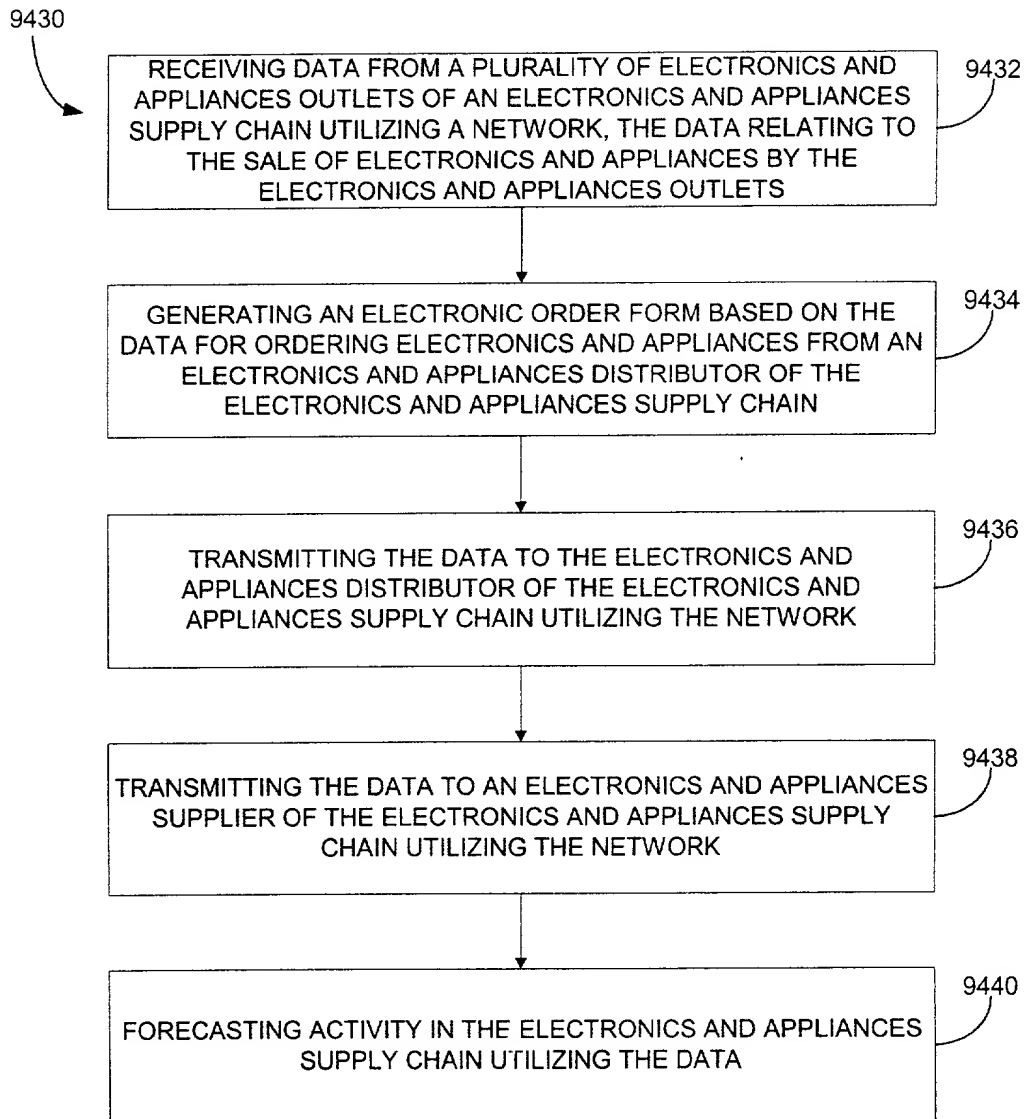 9430
RECEIVING DATA FROM A PLURALITY OF ELECTRONICS AND
APPLIANCES OUTLETS OF AN ELECTRONICS AND APPLIANCES
SUPPLY CHAIN UTILIZING A NETWORK, THE DATA RELATING TO
THE SALE OF ELECTRONICS AND APPLIANCES BY THE
ELECTRONICS AND APPLIANCES OUTLETS
9432
GENERATING AN ELECTRONIC ORDER FORM BASED ON THE
DATA FOR ORDERING ELECTRONICS AND APPLIANCES FROM AN
ELECTRONICS AND APPLIANCES DISTRIBUTOR OF THE
ELECTRONICS AND APPLIANCES SUPPLY CHAIN
9434
TRANSMITTING THE DATA TO THE ELECTRONICS AND
APPLIANCES DISTRIBUTOR OF THE ELECTRONICS AND
APPLIANCES SUPPLY CHAIN UTILIZING THE NETWORK
9436
TRANSMITTING THE DATA TO AN ELECTRONICS AND APPLIANCES
SUPPLIER OF THE ELECTRONICS AND APPLIANCES SUPPLY
CHAIN UTILIZING THE NETWORK
9438
FORECASTING ACTIVITY IN THE ELECTRONICS AND APPLIANCES
SUPPLY CHAIN UTILIZING THE DATA
9440